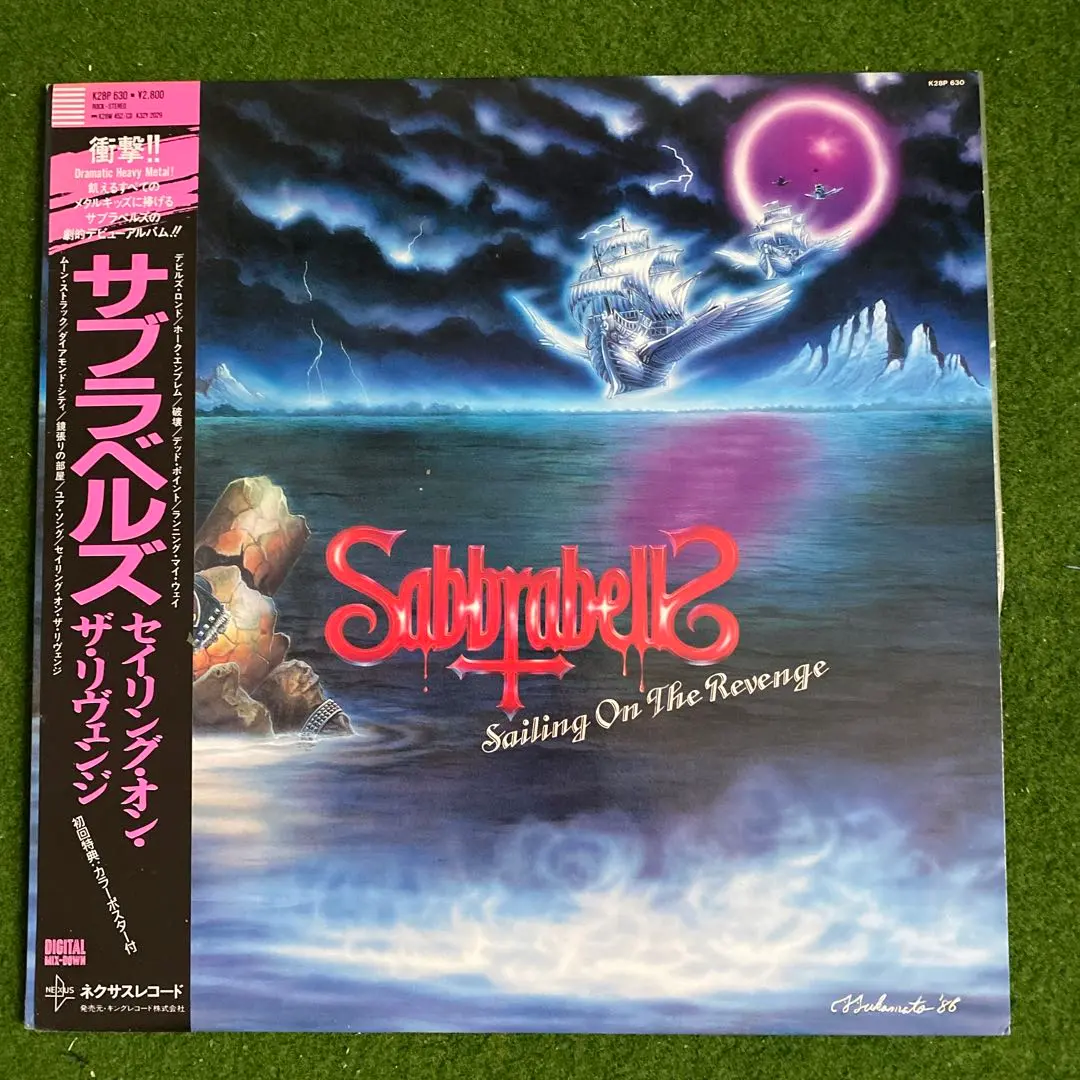 K28P 630 ● ¥2,800
ROCK・STEREO
K28W 452/CD K32Y 2029
衝撃!!
Dramatic Heavy Metal!
飢えるすべての
メタルキッズに捧げる
サブラベルズの
劇的デビューアルバム!!
デビルズ・ロンド/ホーク・エンブレム/破壊/デッド・ポイント/ランニング・マイ・ウェイ
ムーン・ストラック/ダイアモンド・シティ/鏡張りの部屋/ユア・ソング/セイリング・オン・ザ・リヴェンジ
サブラベルズ
セイリング・オン・
ザ・リヴェンジ
初回特典・カラーポスター付
DIGITAL
MIX-DOWN
NEXUS
ネクサスレコード
発売元・キングレコード株式会社
K28P 630
Sabbrabells
Sailing On The Revenge
'86